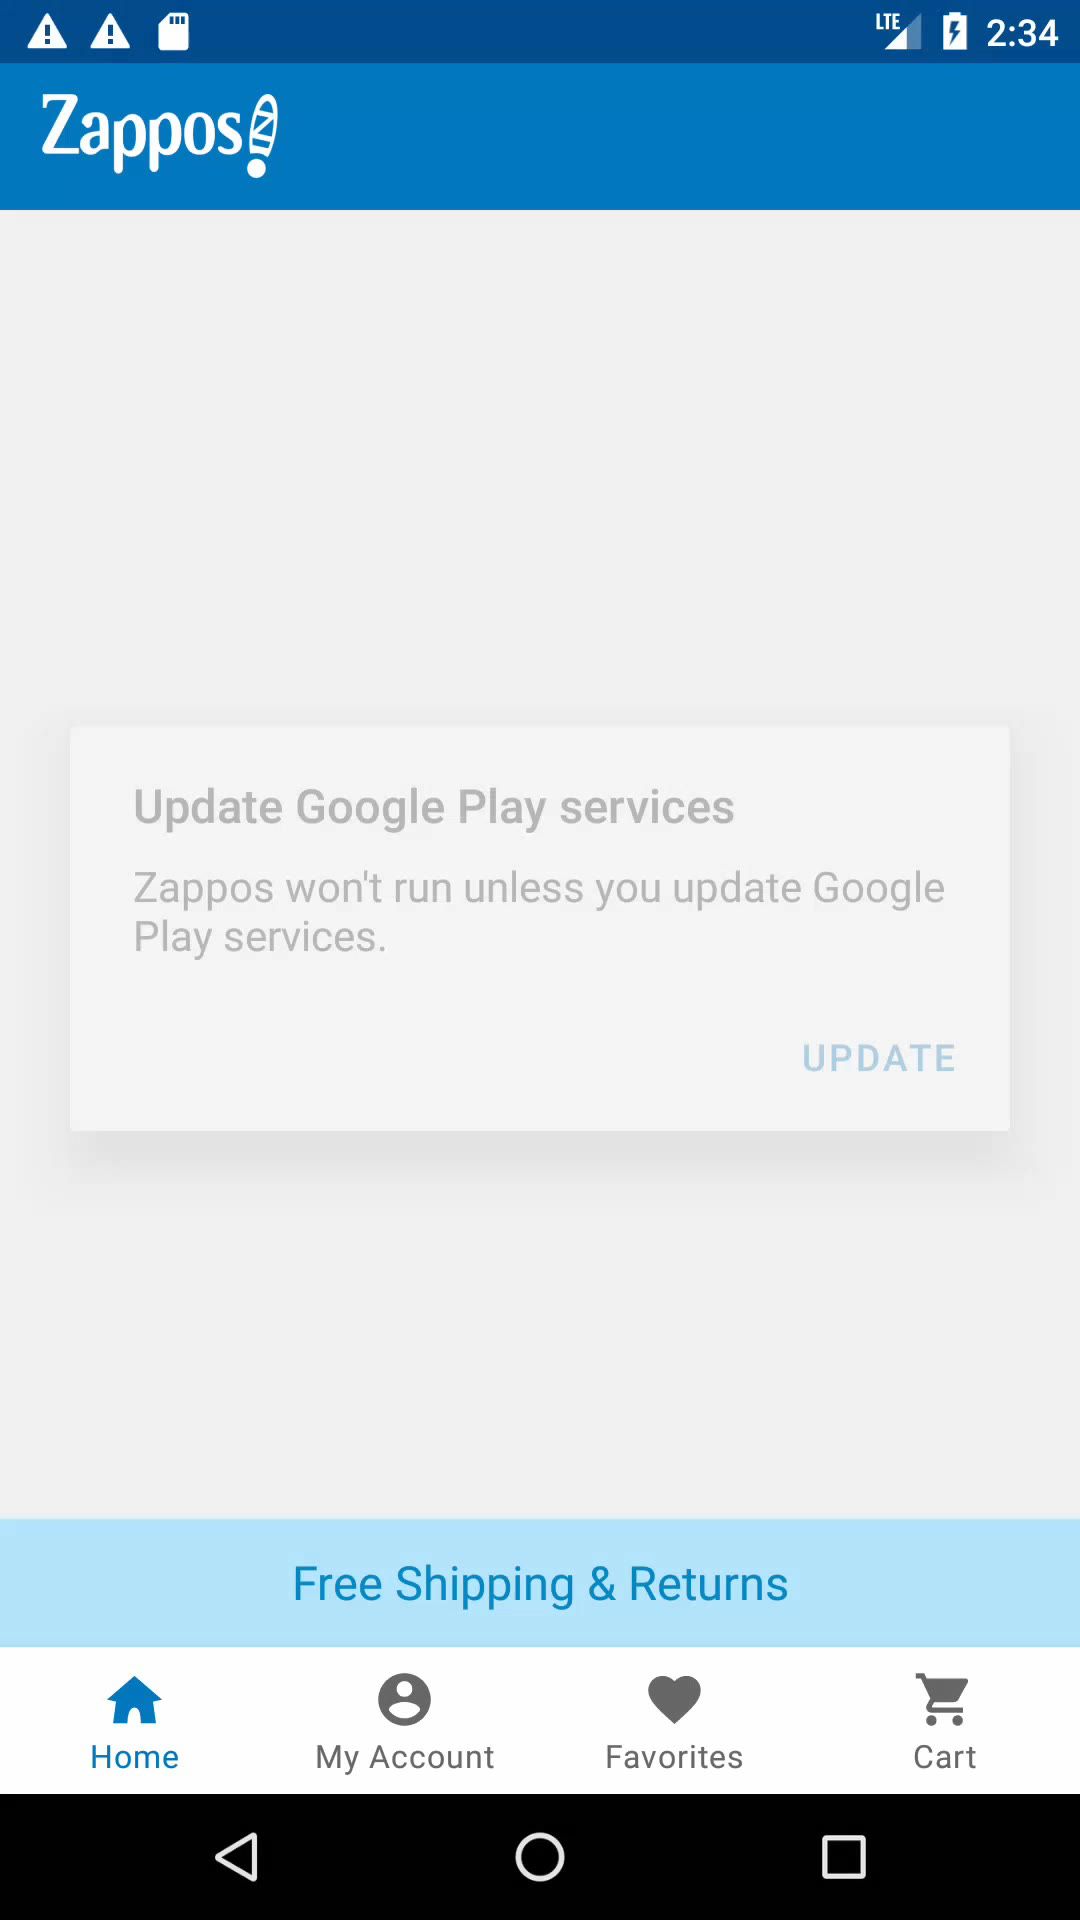 LTE 2:34
Zappos
Update Google Play services
Zappos won't run unless you update Google
Play services.
UPDATE
Free Shipping & Returns
Home My Account Favorites Cart